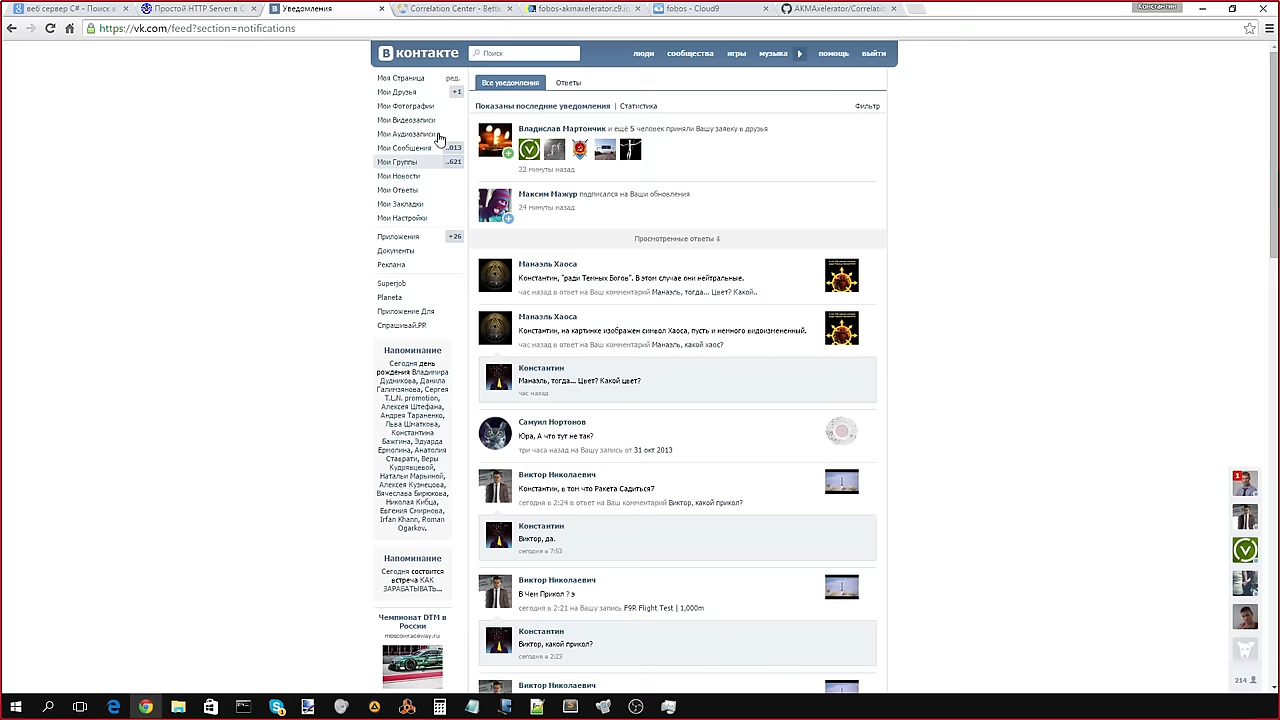 веб сервер C# - Поиск в
Простой HTTP Server в C
Уведомления
Correlation Center - Bette
fobos-akmaxelerator.c9.io
fobos - Cloud9
AKMAxelerator/Correlatio
Константин
https://vk.com/feed?section=notifications
В контакте
Поиск
люди
сообщества
игры
музыка
помощь
выйти
Моя Страница
ред.
Мои Друзья
+1
Мои Фотографии
Мои Видеозаписи
Мои Аудиозаписи
Мои Сообщения
..013
Мои Группы
..621
Мои Новости
Мои Ответы
Мои Закладки
Мои Настройки
Приложения
+26
Документы
Реклама
Superjob
Planeta
Приложение Для
Спрашивай.PR
Напоминание
Сегодня день
рождения Владимира
Дудникова, Данила
Галимзянова, Сергея
T.L.N. promotion,
Алексея Штефана,
Андрея Тараненко,
Льва Шнаткова,
Константина
Бажгина, Эдуарда
Ермолина, Анатолия
Ставрати, Веры
Кудрявцевой,
Натальи Марьиной,
Алексея Кузнецова,
Вячеслава Бирюкова,
Николая Кибца,
Евгения Смирнова,
Irfan Khann, Roman
Ogarkov.
Напоминание
Сегодня состоится
встреча КАК
ЗАРАБАТЫВАТЬ...
Чемпионат DTM в
России
moscowraceway.ru
Все уведомления
Ответы
Показаны последние уведомления | Статистика
Фильтр
Владислав Мартончик и ещё 5 человек приняли Вашу заявку в друзья
22 минуты назад
Максим Мажур подписался на Ваши обновления
24 минуты назад
Просмотренные ответы ⇩
Манаэль Хаоса
Константин, "ради Темных Богов". В этом случае они нейтральные.
час назад в ответ на Ваш комментарий Манаэль, тогда... Цвет? Какой..
Манаэль Хаоса
Константин, на картинке изображен символ Хаоса, пусть и немного видоизмененный.
час назад в ответ на Ваш комментарий Манаэль, какой хаос?
Константин
Манаэль, тогда... Цвет? Какой цвет?
час назад
Самуил Нортонов
Юра, А что тут не так?
три часа назад на Вашу запись от 31 окт 2013
Виктор Николаевич
Константин, в том что Ракета Садиться?
сегодня в 2:24 в ответ на Ваш комментарий Виктор, какой прикол?
Константин
Виктор, да.
сегодня в 7:53
Виктор Николаевич
В Чем Прикол ? э
сегодня в 2:21 на Вашу запись F9R Flight Test | 1,000m
Константин
Виктор, какой прикол?
сегодня в 2:23
Виктор Николаевич
1
214